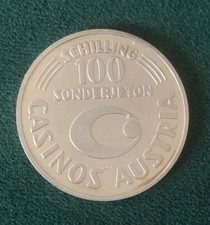 SCHILLING
100
SONDERJETON
CASINOS AUSTRIA